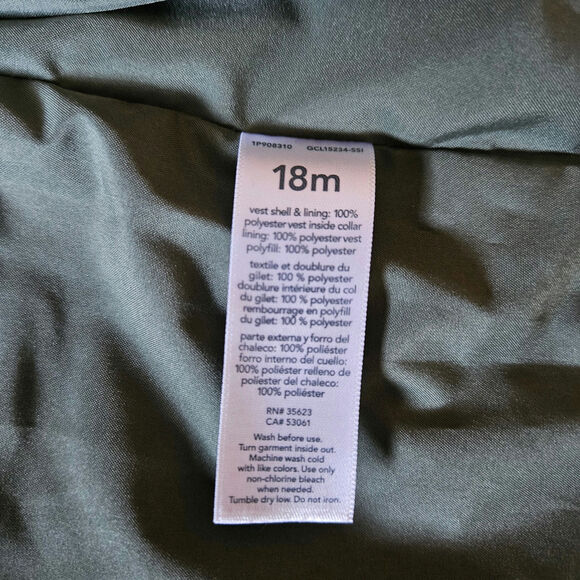 1P908310 GCL15234-SSI
18m
vest shell & lining: 100%
polyester vest inside collar
lining: 100% polyester vest
polyfill: 100% polyester
textile et doublure du
gilet: 100 % polyester
doublure intérieure du col
du gilet: 100 % polyester
rembourrage en polyfill
du gilet: 100 % polyester
parte externa y forro del
chaleco: 100% poliéster
forro interno del cuello:
100% poliéster relleno de
poliester del chaleco:
100% poliéster
RN# 35623
CA# 53061
Wash before use.
Turn garment inside out.
Machine wash cold
with like colors. Use only
non-chlorine bleach
when needed.
Tumble dry low. Do not iron.